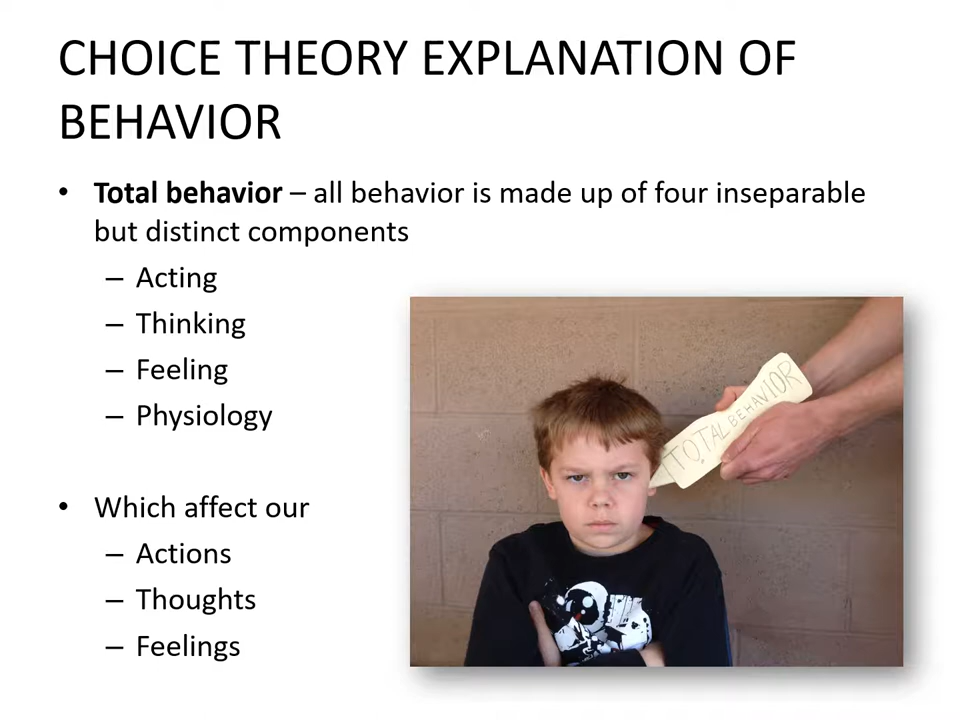 CHOICE THEORY EXPLANATION OF
BEHAVIOR
• Total behavior – all behavior is made up of four inseparable
but distinct components
– Acting
– Thinking
– Feeling
– Physiology
TOTAL BEHAVIOR
• Which affect our
– Actions
– Thoughts
– Feelings